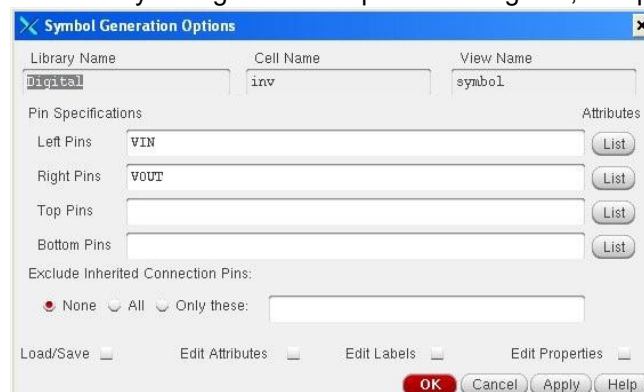 Symbol Generation Options
Library Name Cell Name View Name
Digital inv symbol
Pin Specifications Attributes
Left Pins VIN List
Right Pins VOUT List
Top Pins List
Bottom Pins List
Exclude Inherited Connection Pins:
None All Only these:
Load/Save Edit Attributes Edit Labels Edit Properties
OK Cancel Apply Help